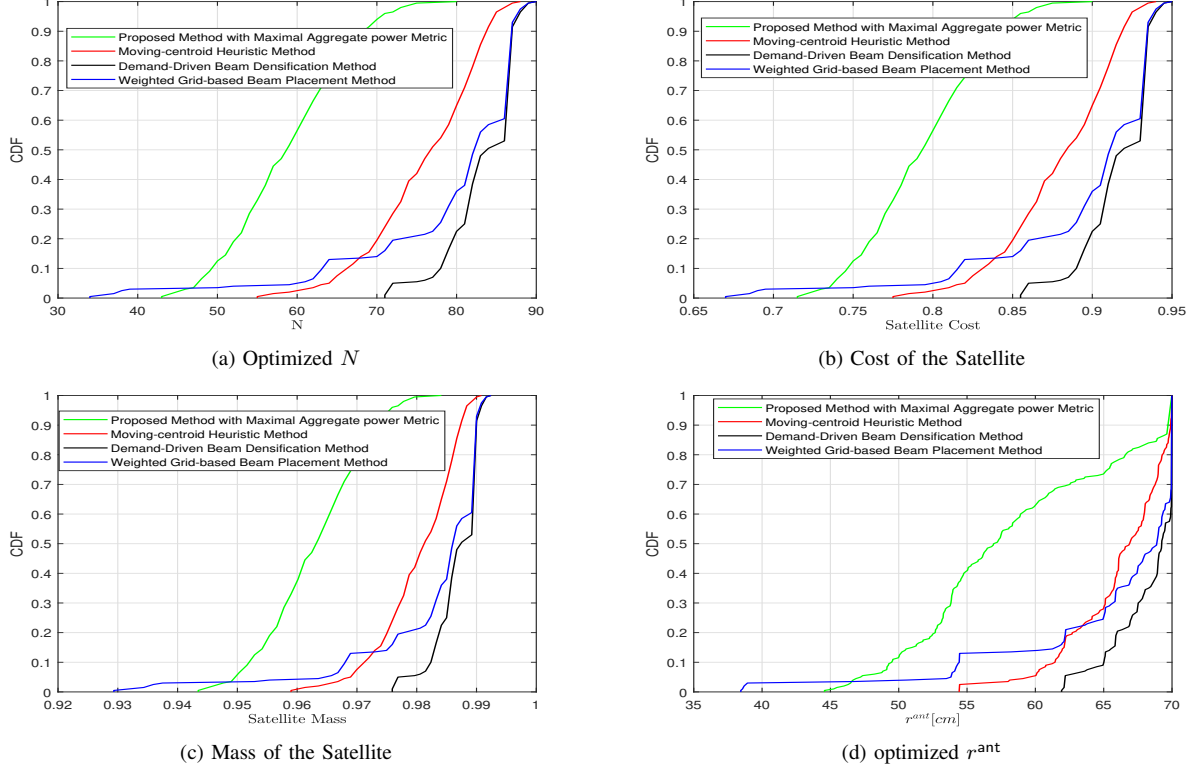 1
0.9
0.8
0.7
0.6
0.5
0.4
0.3
0.2
0.1
0
CDF
Proposed Method with Maximal Aggregate power Metric
Moving-centroid Heuristic Method
Demand-Driven Beam Densification Method
Weighted Grid-based Beam Placement Method
30 40 50 60 70 80 90
N
(a) Optimized N
1
0.9
0.8
0.7
0.6
0.5
0.4
0.3
0.2
0.1
0
CDF
Proposed Method with Maximal Aggregate power Metric
Moving-centroid Heuristic Method
Demand-Driven Beam Densification Method
Weighted Grid-based Beam Placement Method
0.65 0.7 0.75 0.8 0.85 0.9 0.95
Satellite Cost
(b) Cost of the Satellite
1
0.9
0.8
0.7
0.6
0.5
0.4
0.3
0.2
0.1
0
CDF
Proposed Method with Maximal Aggregate power Metric
Moving-centroid Heuristic Method
Demand-Driven Beam Densification Method
Weighted Grid-based Beam Placement Method
0.92 0.93 0.94 0.95 0.96 0.97 0.98 0.99 1
Satellite Mass
(c) Mass of the Satellite
1
0.9
0.8
0.7
0.6
0.5
0.4
0.3
0.2
0.1
0
CDF
Proposed Method with Maximal Aggregate power Metric
Moving-centroid Heuristic Method
Demand-Driven Beam Densification Method
Weighted Grid-based Beam Placement Method
35 40 45 50 55 60 65 70
r^{ant}[cm]
(d) optimized r^{ant}